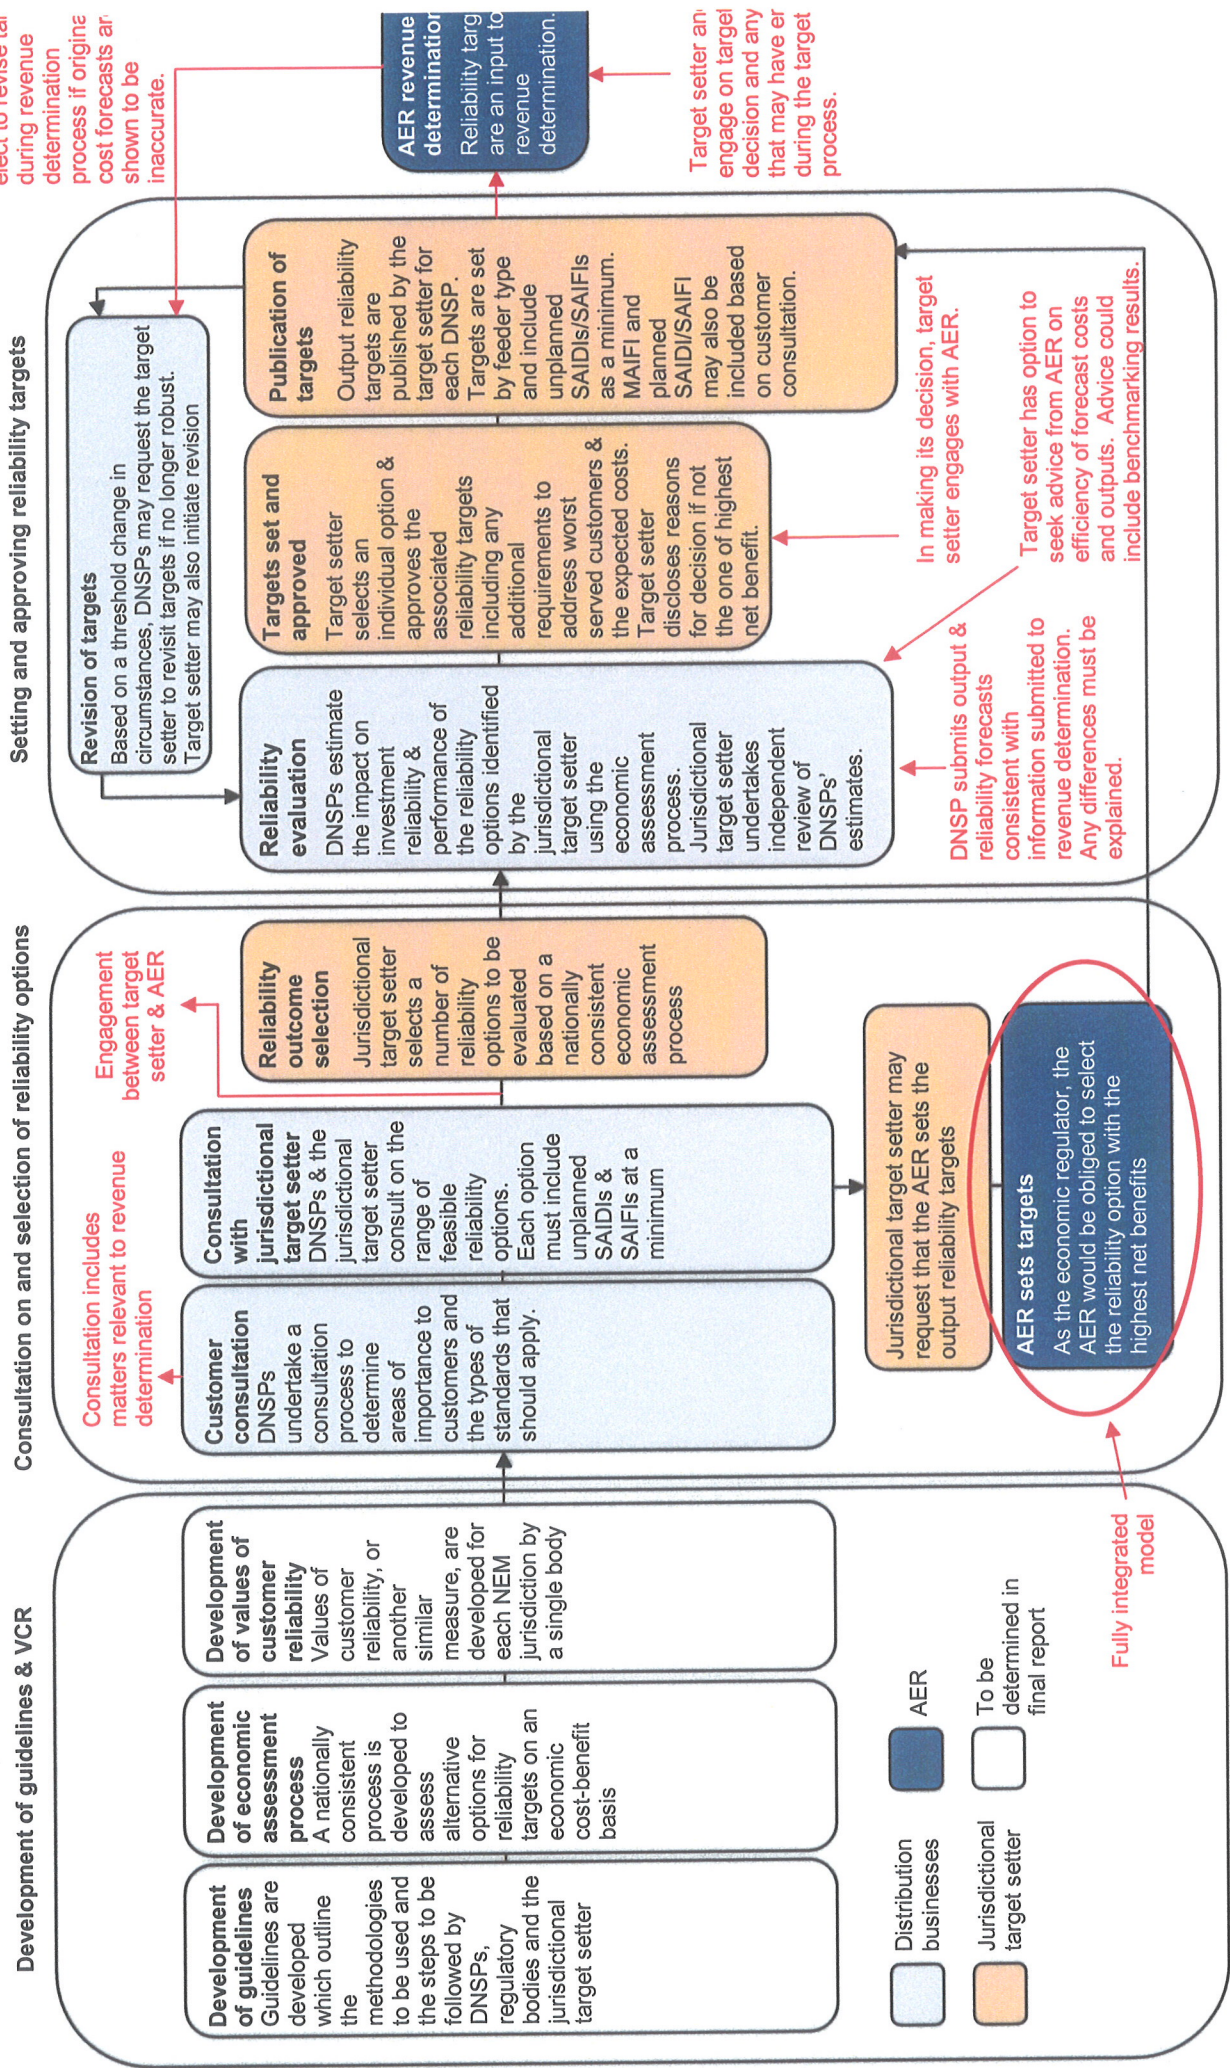 Development of guidelines & VCR
Development
of guidelines
Guidelines are
developed
which outline
the
methodologies
to be used and
the steps to be
followed by
DNSPs,
regulatory
bodies and the
jurisdictional
target setter
Development
of economic
assessment
process
A nationally
consistent
process is
developed to
assess
alternative
options for
reliability
targets on an
economic
cost-benefit
basis
Development
of values of
customer
reliability
Values of
customer
reliability, or
another
similar
measure, are
developed for
each NEM
jurisdiction by
a single body
Distribution
businesses
AER
Jurisdictional
target setter
To be
determined in
final report
Consultation on and selection of reliability options
Consultation includes
matters relevant to revenue
determination
Engagement
between target
setter & AER
Customer
consultation
DNSPs
undertake a
consultation
process to
determine
areas of
importance to
customers and
the types of
standards that
should apply.
Consultation
with
jurisdictional
target setter
DNSPs & the
jurisdictional
target setter
consult on the
range of
feasible
reliability
options.
Each option
must include
unplanned
SAIDIs &
SAIFIs at a
minimum
Reliability
outcome
selection
Jurisdictional
target setter
selects a
number of
reliability
options to be
evaluated
based on a
nationally
consistent
economic
assessment
process
Jurisdictional target setter may
request that the AER sets the
output reliability targets
AER sets targets
As the economic regulator, the
AER would be obliged to select
the reliability option with the
highest net benefits
Fully integrated
model
Setting and approving reliability targets
Revision of targets
Based on a threshold change in
circumstances, DNSPs may request the target
setter to revisit targets if no longer robust.
Target setter may also initiate revision
Reliability
evaluation
DNSPs estimate
the impact on
investment
reliability &
performance of
the reliability
options identified
by the
jurisdictional
target setter
using the
economic
assessment
process.
Jurisdictional
target setter
undertakes
independent
review of
DNSPs'
estimates.
Targets set and
approved
Target setter
selects an
individual option &
approves the
associated
reliability targets
including any
additional
requirements to
address worst
served customers &
the expected costs.
Target setter
discloses reasons
for decision if not
the one of highest
net benefit.
Publication of
targets
Output reliability
targets are
published by the
target setter for
each DNSP.
Targets are set
by feeder type
and include
unplanned
SAIDIs/SAIFIs
as a minimum.
MAIFI and
planned
SAIDI/SAIFI
may also be
included based
on customer
consultation.
DNSP submits output &
reliability forecasts
consistent with
information submitted to
revenue determination.
Any differences must be
explained.
In making its decision, target
setter engages with AER.
Target setter has option to
seek advice from AER on
efficiency of forecast costs
and outputs. Advice could
include benchmarking results.
elect to revise
during revenue
determination
process if
cost forecasts
shown to be
inaccurate.
AER revenue
determination
Reliability
are an input to
revenue
determination.
Target setter
engage on
decision and any
that may have
during the target
process.